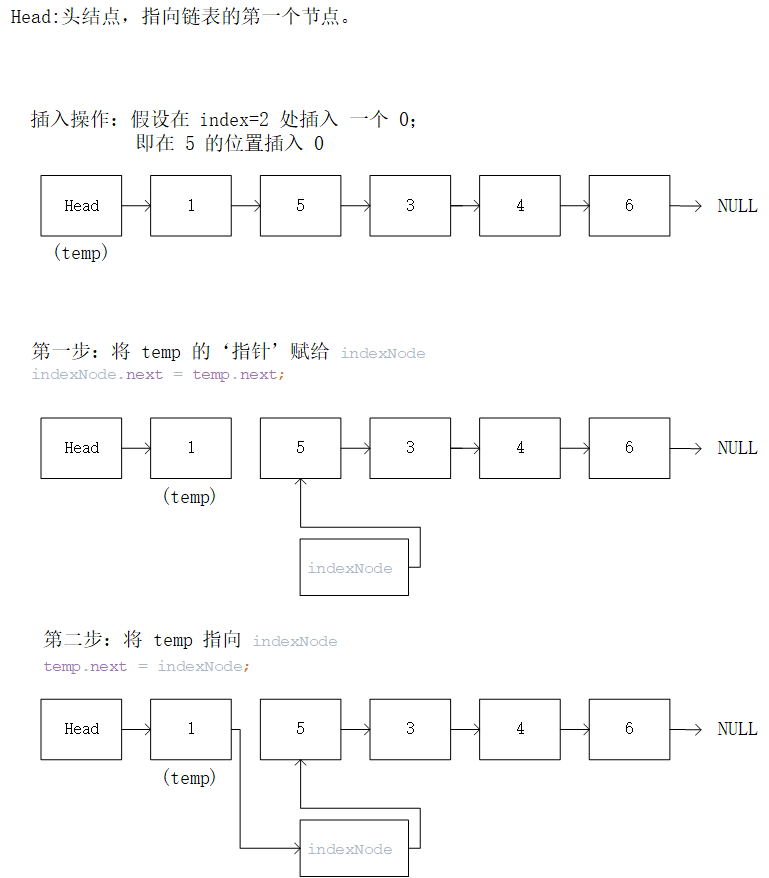 Head:头结点，指向链表的第一个节点。
插入操作：假设在 index=2 处插入 一个 0;
即在 5 的位置插入 0
Head 1 5 3 4 6 NULL
(temp)
第一步：将 temp 的‘指针’赋给 indexNode
indexNode.next = temp.next;
Head 1 5 3 4 6 NULL
(temp)
indexNode
第二步：将 temp 指向 indexNode
temp.next = indexNode;
Head 1 5 3 4 6 NULL
(temp)
indexNode